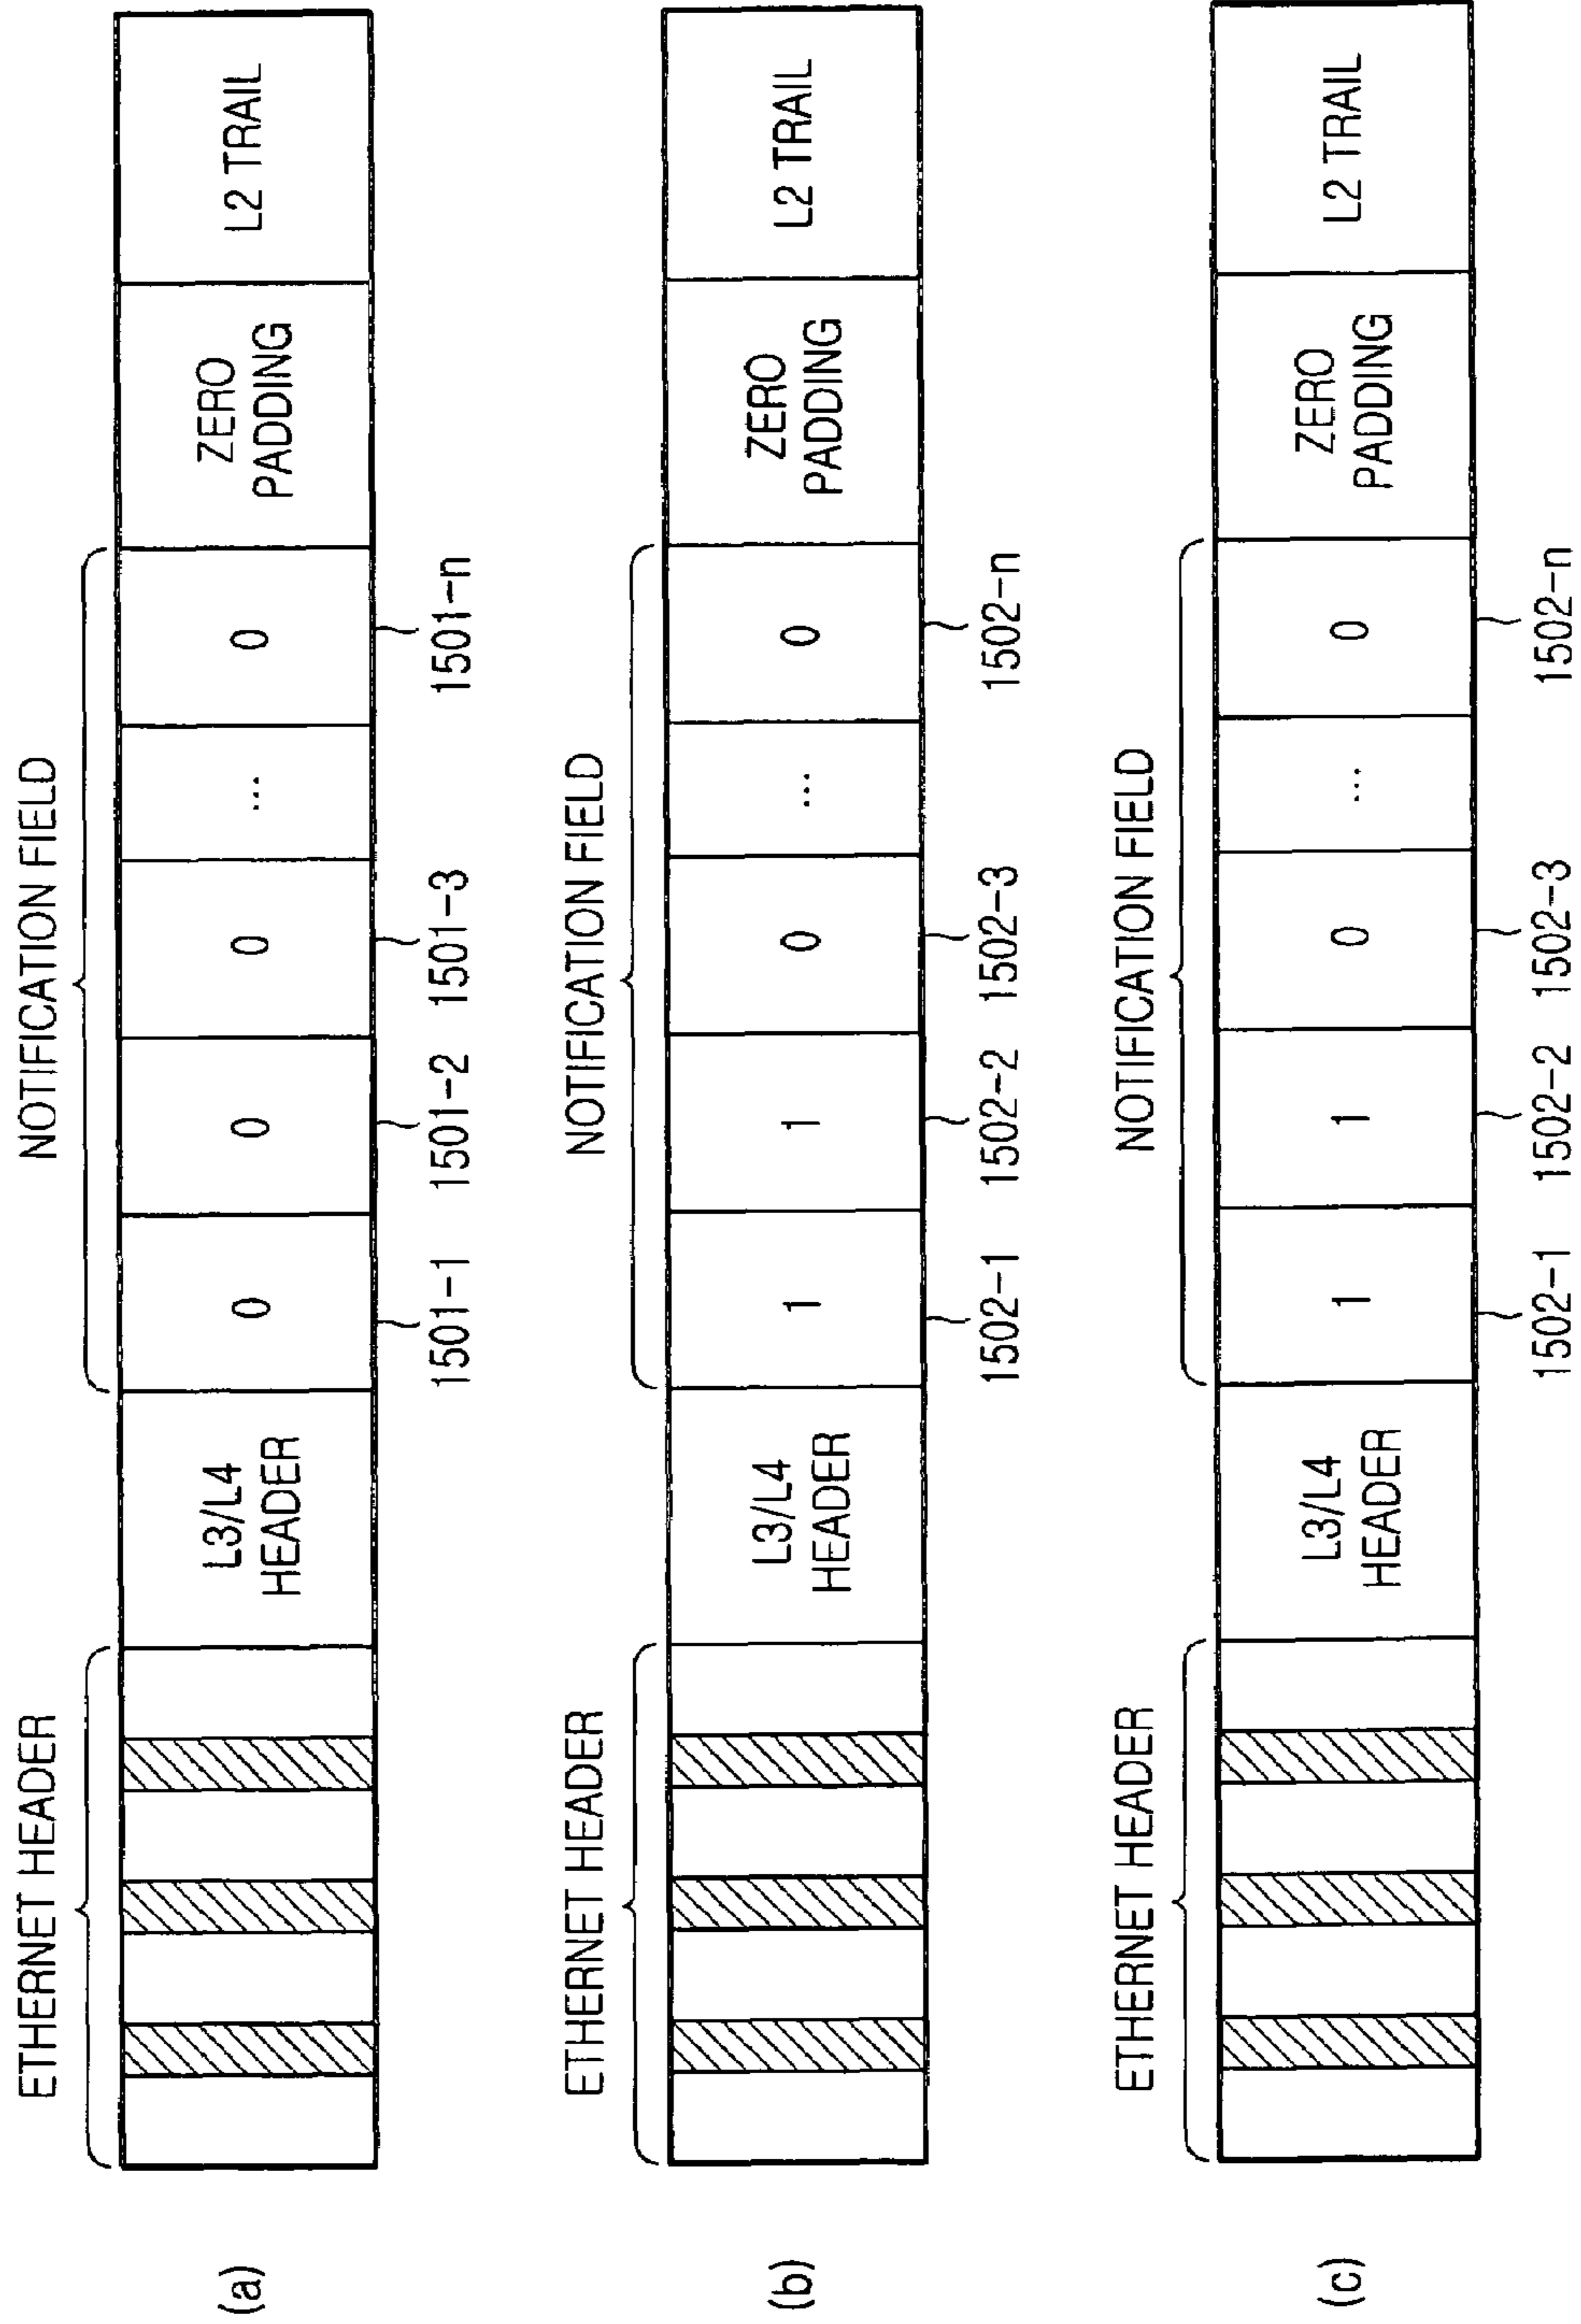 ETHERNET HEADER NOTIFICATION FIELD
(a) L3/L4 HEADER 0 0 0 ... 0 ZERO PADDING L2 TRAIL
1501-1 1501-2 1501-3 1501-n
ETHERNET HEADER NOTIFICATION FIELD
(b) L3/L4 HEADER 1 1 0 ... 0 ZERO PADDING L2 TRAIL
1502-1 1502-2 1502-3 1502-n
ETHERNET HEADER NOTIFICATION FIELD
(c) L3/L4 HEADER 1 1 0 ... 0 ZERO PADDING L2 TRAIL
1502-1 1502-2 1502-3 1502-n